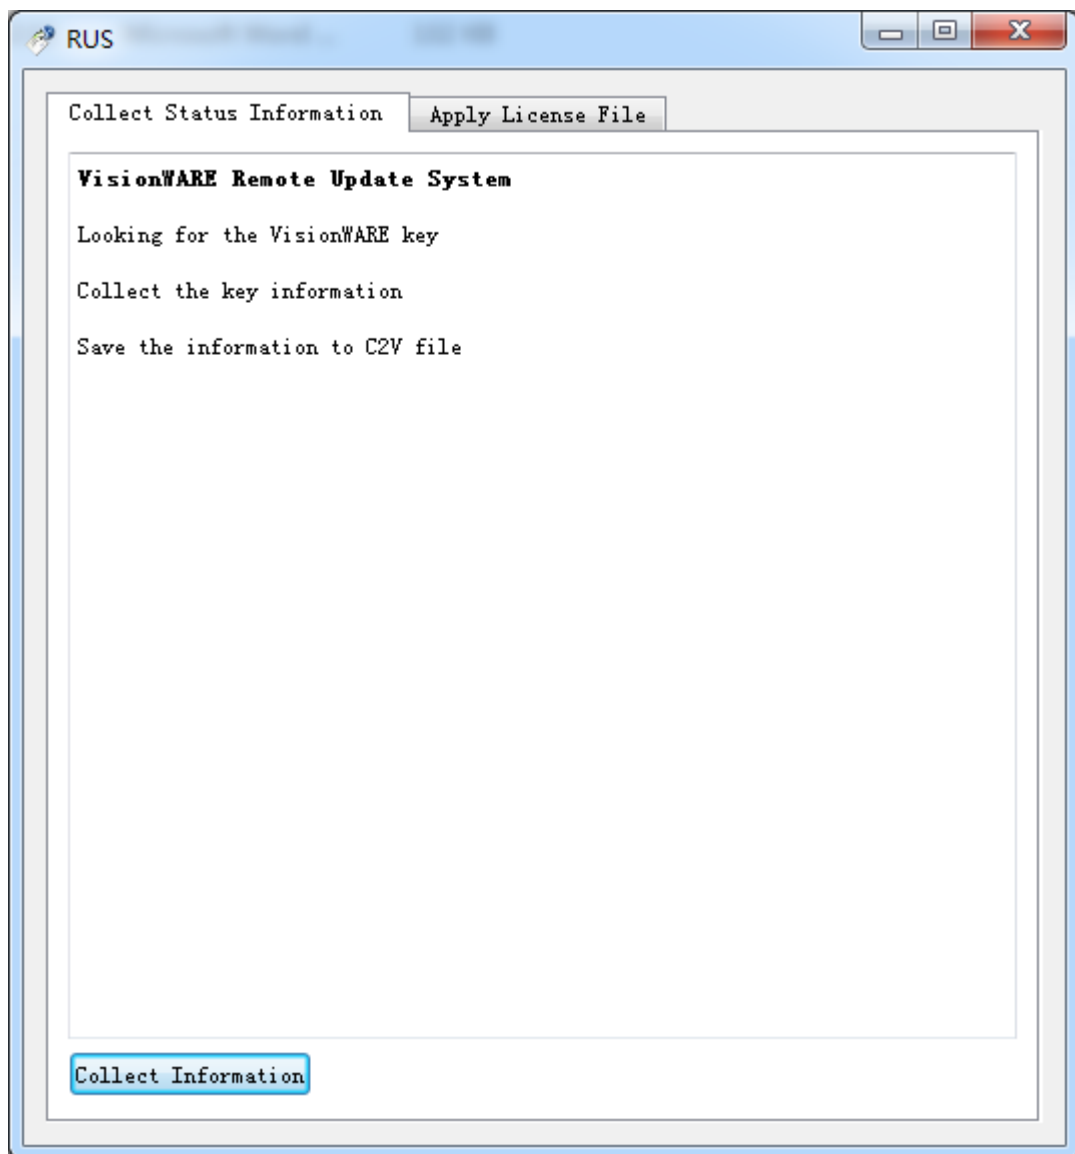 RUS
Collect Status Information
Apply License File
VisionWARE Remote Update System
Looking for the VisionWARE key
Collect the key information
Save the information to C2V file
Collect Information